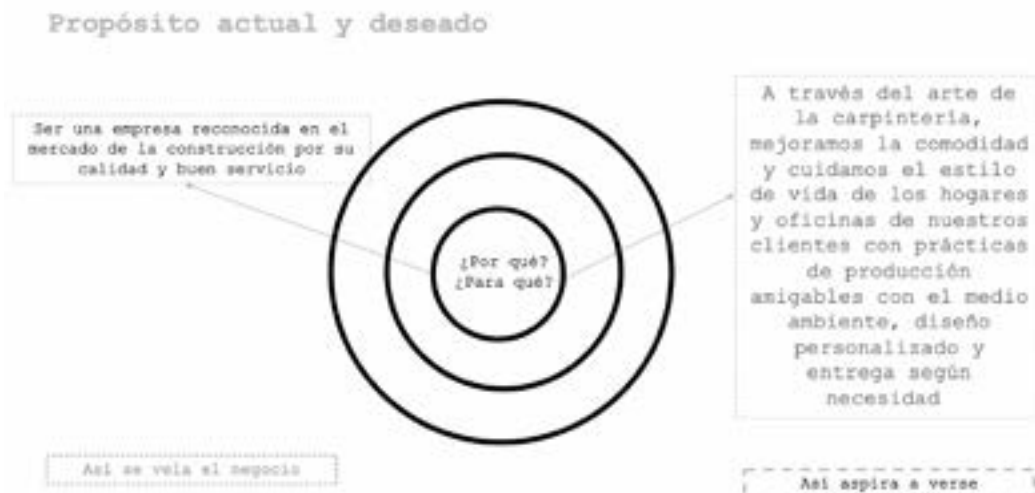 Propósito actual y deseado
Ser una empresa reconocida en el
mercado de la construcción por su
calidad y buen servicio
¿Por qué?
¿Para qué?
A través del arte de
la carpintería,
mejoramos la comodidad
y cuidamos el estilo
de vida de los hogares
y oficinas de nuestros
clientes con prácticas
de producción
amigables con el medio
ambiente, diseño
personalizado y
entrega según
necesidad
Así se veía el negocio
Así aspira a verse